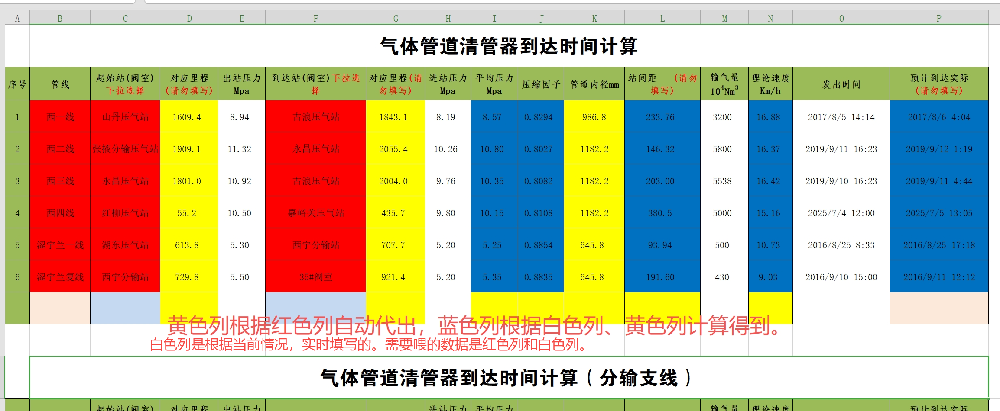 A B C D E F G H I J K L M N O P
气体管道清管器到达时间计算
序号 管线 起始站(阀室)下拉选择 对应里程(请勿填写) 出站压力Mpa 到达站(阀室)下拉选择 对应里程(请勿填写) 进站压力Mpa 平均压力Mpa 压缩因子 管道内径mm 站间距 (请勿填写) 输气量10⁴Nm³ 理论速度Km/h 发出时间 预计到达实际(请勿填写)
1 西一线 山丹压气站 1609.4 8.94 古浪压气站 1843.1 8.19 8.57 0.8294 986.8 233.76 3200 16.88 2017/8/5 14:14 2017/8/6 4:04
2 西二线 张掖分输压气站 1909.1 11.32 永昌压气站 2055.4 10.26 10.80 0.8027 1182.2 146.32 5800 16.37 2019/9/11 16:23 2019/9/12 1:19
3 西三线 永昌压气站 1801.0 10.92 古浪压气站 2004.0 9.76 10.35 0.8082 1182.2 203.00 5538 16.42 2019/9/10 16:23 2019/9/11 4:44
4 西四线 红柳压气站 55.2 10.50 嘉峪关压气站 435.7 9.80 10.15 0.8108 1182.2 380.5 5000 15.16 2025/7/4 12:00 2025/7/5 13:05
5 涩宁兰一线 湖东压气站 613.8 5.30 西宁分输站 707.7 5.20 5.25 0.8854 645.8 93.94 500 10.73 2016/8/25 8:33 2016/8/25 17:18
6 涩宁兰复线 西宁分输站 729.8 5.50 35#阀室 921.4 5.20 5.35 0.8835 645.8 191.60 430 9.03 2016/9/10 15:00 2016/9/11 12:12
黄色列根据红色列自动代出，蓝色列根据白色列、黄色列计算得到。
白色列是根据当前情况，实时填写的。需要喂的数据是红色列和白色列。
气体管道清管器到达时间计算（分输支线）
起始站(阀室) 对应里程 出站压力 进站压力 平均压力 输气量 理论速度 预计到达实际